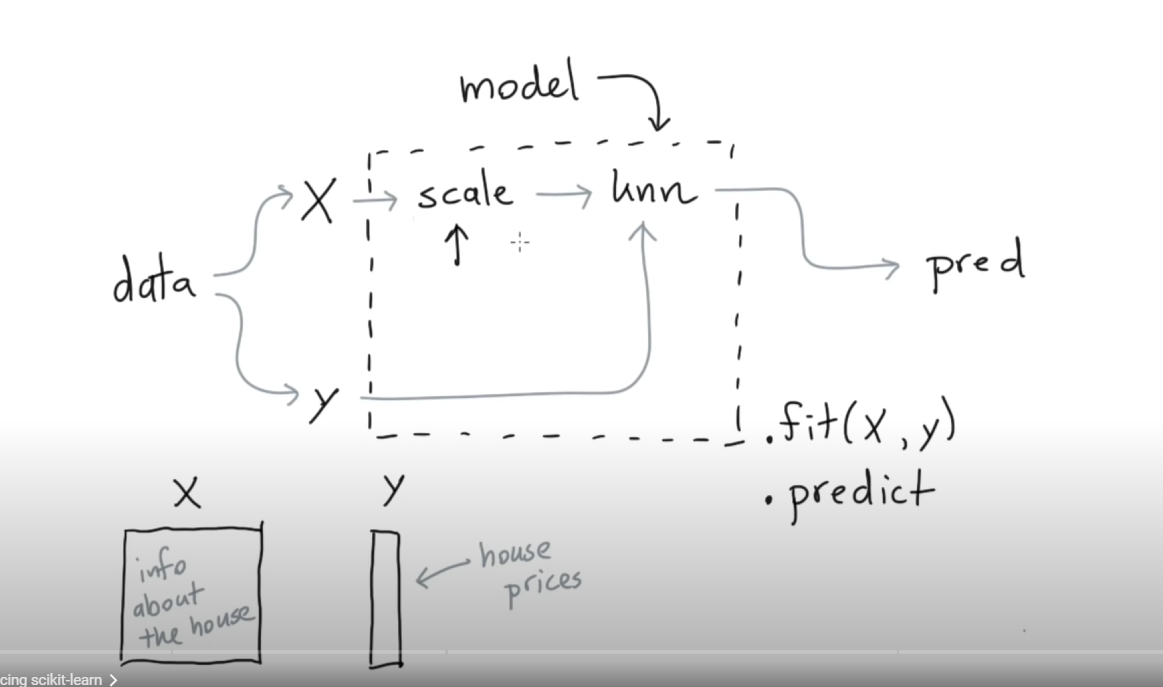 model
X
scale
knn
data
pred
y
.fit(X,y)
.predict
X
y
info
about
the house
house
prices
cing scikit-learn